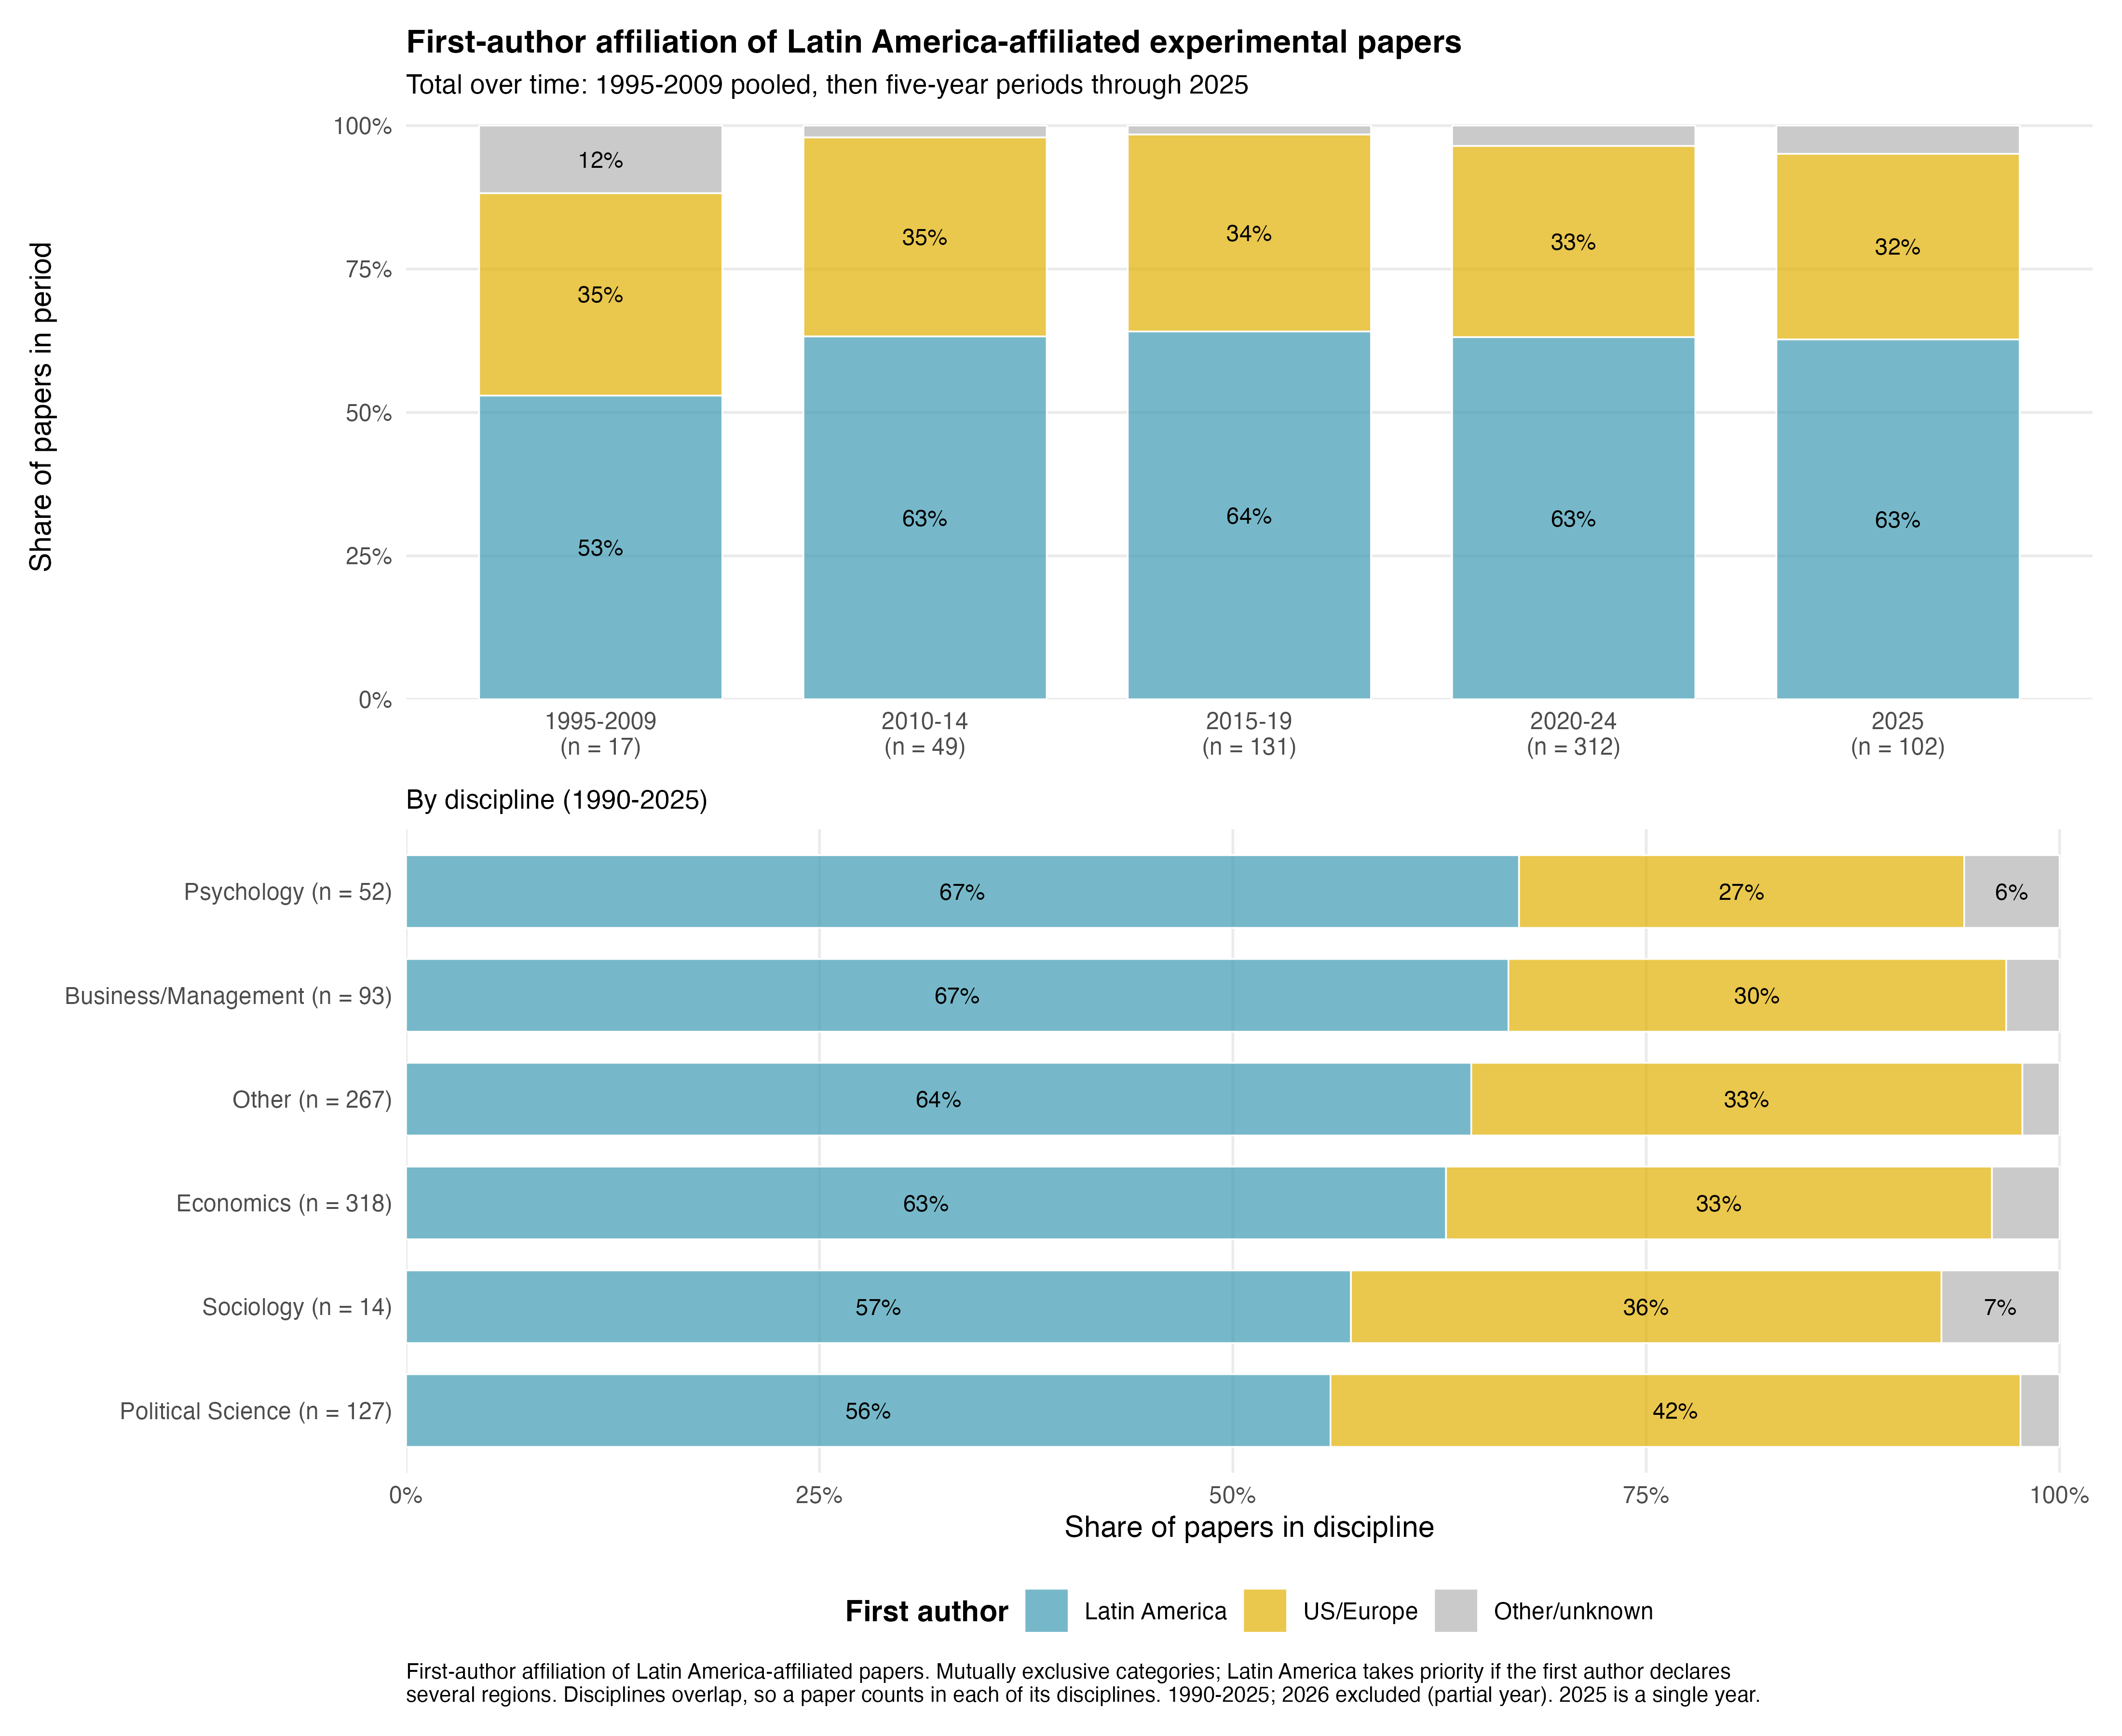 First-author affiliation of Latin America-affiliated experimental papers
Total over time: 1995-2009 pooled, then five-year periods through 2025
Share of papers in period
100%
75%
50%
25%
0%
12% 35% 53%
35% 63%
34% 64%
33% 63%
32% 63%
1995-2009 2010-14 2015-19 2020-24 2025
(n = 17) (n = 49) (n = 131) (n = 312) (n = 102)
By discipline (1990-2025)
Psychology (n = 52) 67% 27% 6%
Business/Management (n = 93) 67% 30%
Other (n = 267) 64% 33%
Economics (n = 318) 63% 33%
Sociology (n = 14) 57% 36% 7%
Political Science (n = 127) 56% 42%
0% 25% 50% 75% 100%
Share of papers in discipline
First author Latin America US/Europe Other/unknown
First-author affiliation of Latin America-affiliated papers. Mutually exclusive categories; Latin America takes priority if the first author declares
several regions. Disciplines overlap, so a paper counts in each of its disciplines. 1990-2025; 2026 excluded (partial year). 2025 is a single year.